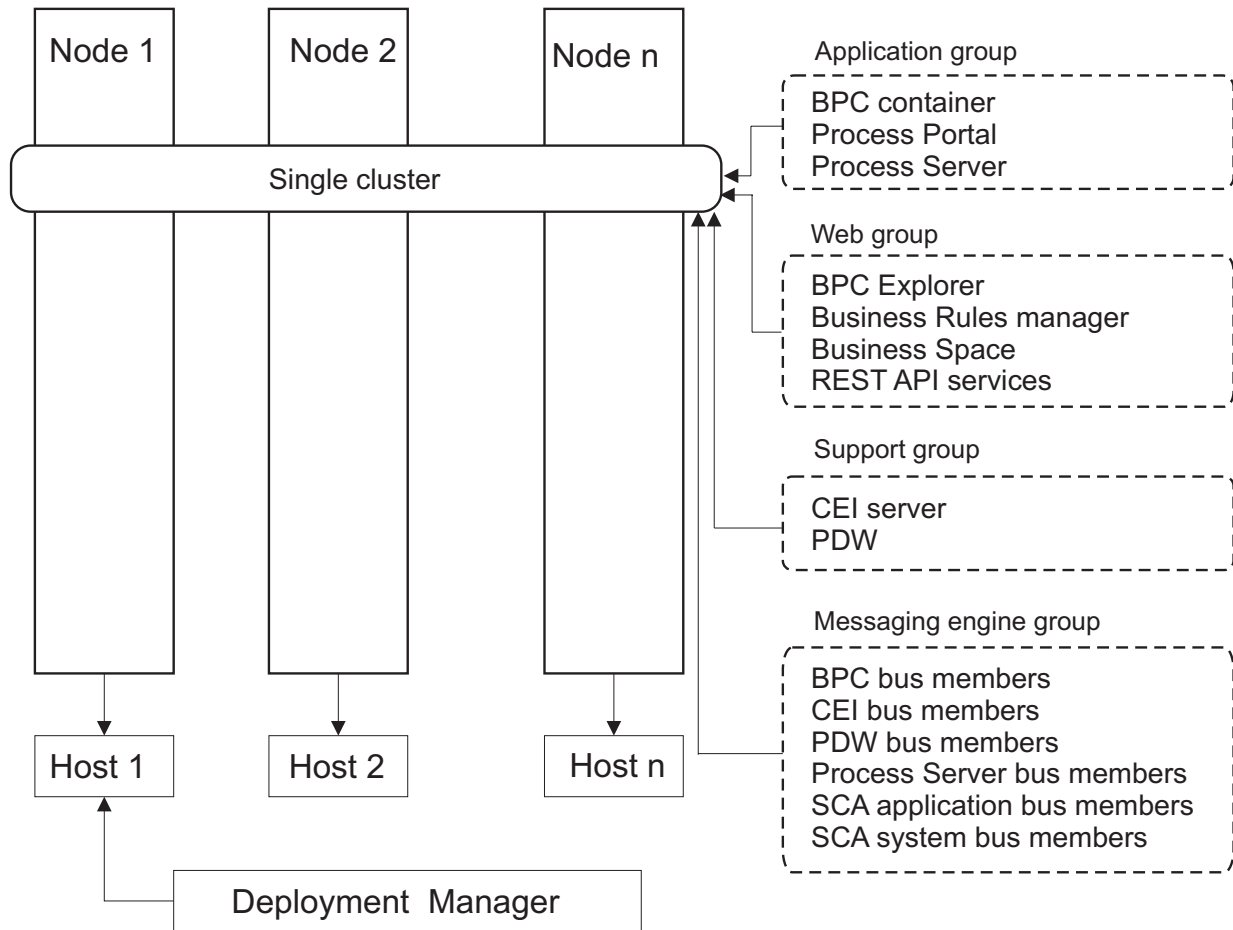 Node 1
Node 2
Node n
Single cluster
Host 1
Host 2
Host n
Deployment Manager
Application group
BPC container
Process Portal
Process Server
Web group
BPC Explorer
Business Rules manager
Business Space
REST API services
Support group
CEI server
PDW
Messaging engine group
BPC bus members
CEI bus members
PDW bus members
Process Server bus members
SCA application bus members
SCA system bus members